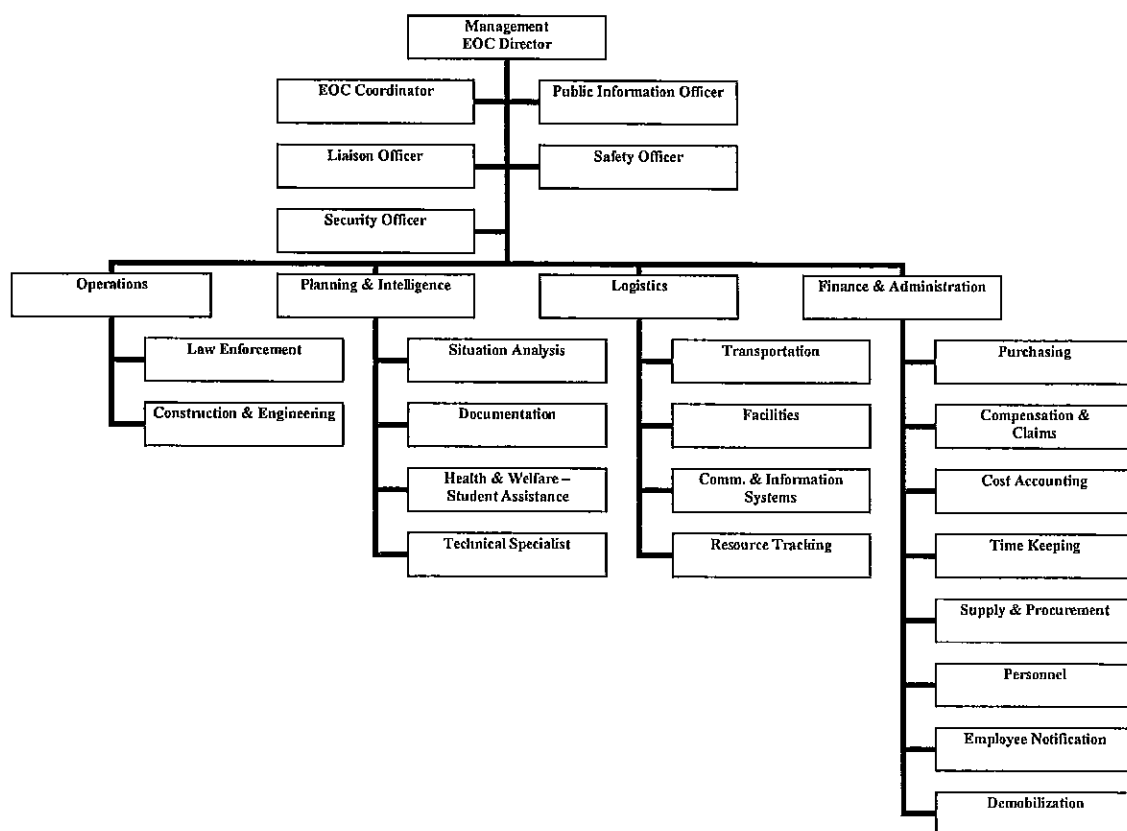 Management
EOC Director
EOC Coordinator
Public Information Officer
Liaison Officer
Safety Officer
Security Officer
Operations
Planning & Intelligence
Logistics
Finance & Administration
Law Enforcement
Construction & Engineering
Situation Analysis
Documentation
Health & Welfare –
Student Assistance
Technical Specialist
Transportation
Facilities
Comm. & Information
Systems
Resource Tracking
Purchasing
Compensation &
Claims
Cost Accounting
Time Keeping
Supply & Procurement
Personnel
Employee Notification
Demobilization